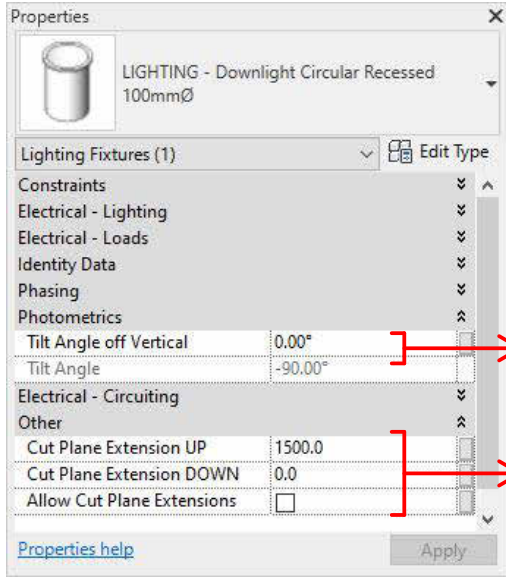 Properties
LIGHTING - Downlight Circular Recessed
100mmØ
Lighting Fixtures (1)
Edit Type
Constraints
Electrical - Lighting
Electrical - Loads
Identity Data
Phasing
Photometrics
Tilt Angle off Vertical 0.00°
Tilt Angle -90.00°
Electrical - Circuiting
Other
Cut Plane Extension UP 1500.0
Cut Plane Extension DOWN 0.0
Allow Cut Plane Extensions
Properties help
Apply